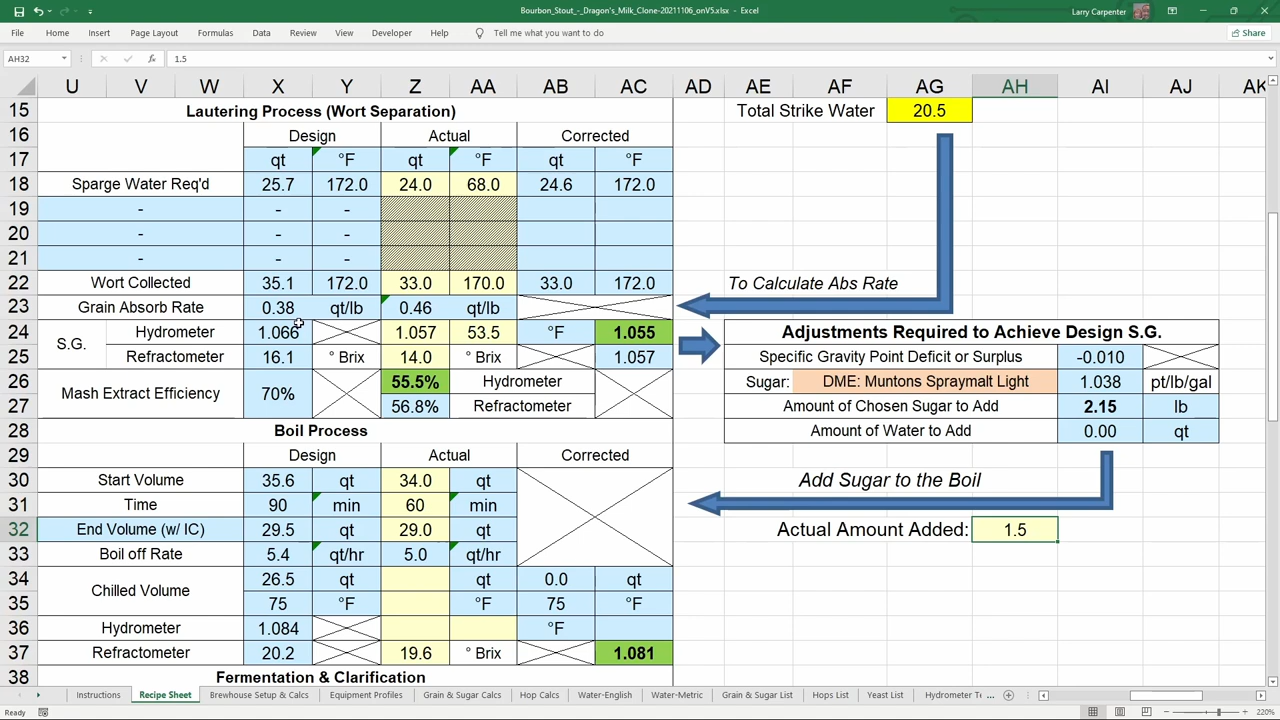 Bourbon_Stout_-_Dragon's_Milk_Clone-20211106_onV5.xlsx - Excel
Larry Carpenter
File Home Insert Page Layout Formulas Data Review View Developer Help Tell me what you want to do Share
AH32 fx 1.5
U V W X Y Z AA AB AC AD AE AF AG AH AI AJ AK
15 Lautering Process (Wort Separation) Total Strike Water 20.5
16 Design Actual Corrected
17 qt °F qt °F qt °F
18 Sparge Water Req'd 25.7 172.0 24.0 68.0 24.6 172.0
19 - - -
20 - - -
21 - - -
22 Wort Collected 35.1 172.0 33.0 170.0 33.0 172.0 To Calculate Abs Rate
23 Grain Absorb Rate 0.38 qt/lb 0.46 qt/lb
24 S.G. Hydrometer 1.066 1.057 53.5 °F 1.055 Adjustments Required to Achieve Design S.G.
25 Refractometer 16.1 ° Brix 14.0 ° Brix 1.057 Specific Gravity Point Deficit or Surplus -0.010
26 Mash Extract Efficiency 70% 55.5% Hydrometer Sugar: DME: Muntons Spraymalt Light 1.038 pt/lb/gal
27 56.8% Refractometer Amount of Chosen Sugar to Add 2.15 lb
28 Boil Process Amount of Water to Add 0.00 qt
29 Design Actual Corrected
30 Start Volume 35.6 qt 34.0 qt Add Sugar to the Boil
31 Time 90 min 60 min
32 End Volume (w/ IC) 29.5 qt 29.0 qt Actual Amount Added: 1.5
33 Boil off Rate 5.4 qt/hr 5.0 qt/hr
34 Chilled Volume 26.5 qt qt 0.0 qt
35 75 °F °F 75 °F
36 Hydrometer 1.084 °F
37 Refractometer 20.2 19.6 ° Brix 1.081
38 Fermentation & Clarification
Instructions Recipe Sheet Brewhouse Setup & Calcs Equipment Profiles Grain & Sugar Calcs Hop Calcs Water-English Water-Metric Grain & Sugar List Hops List Yeast List Hydrometer Te ...
Ready 220%